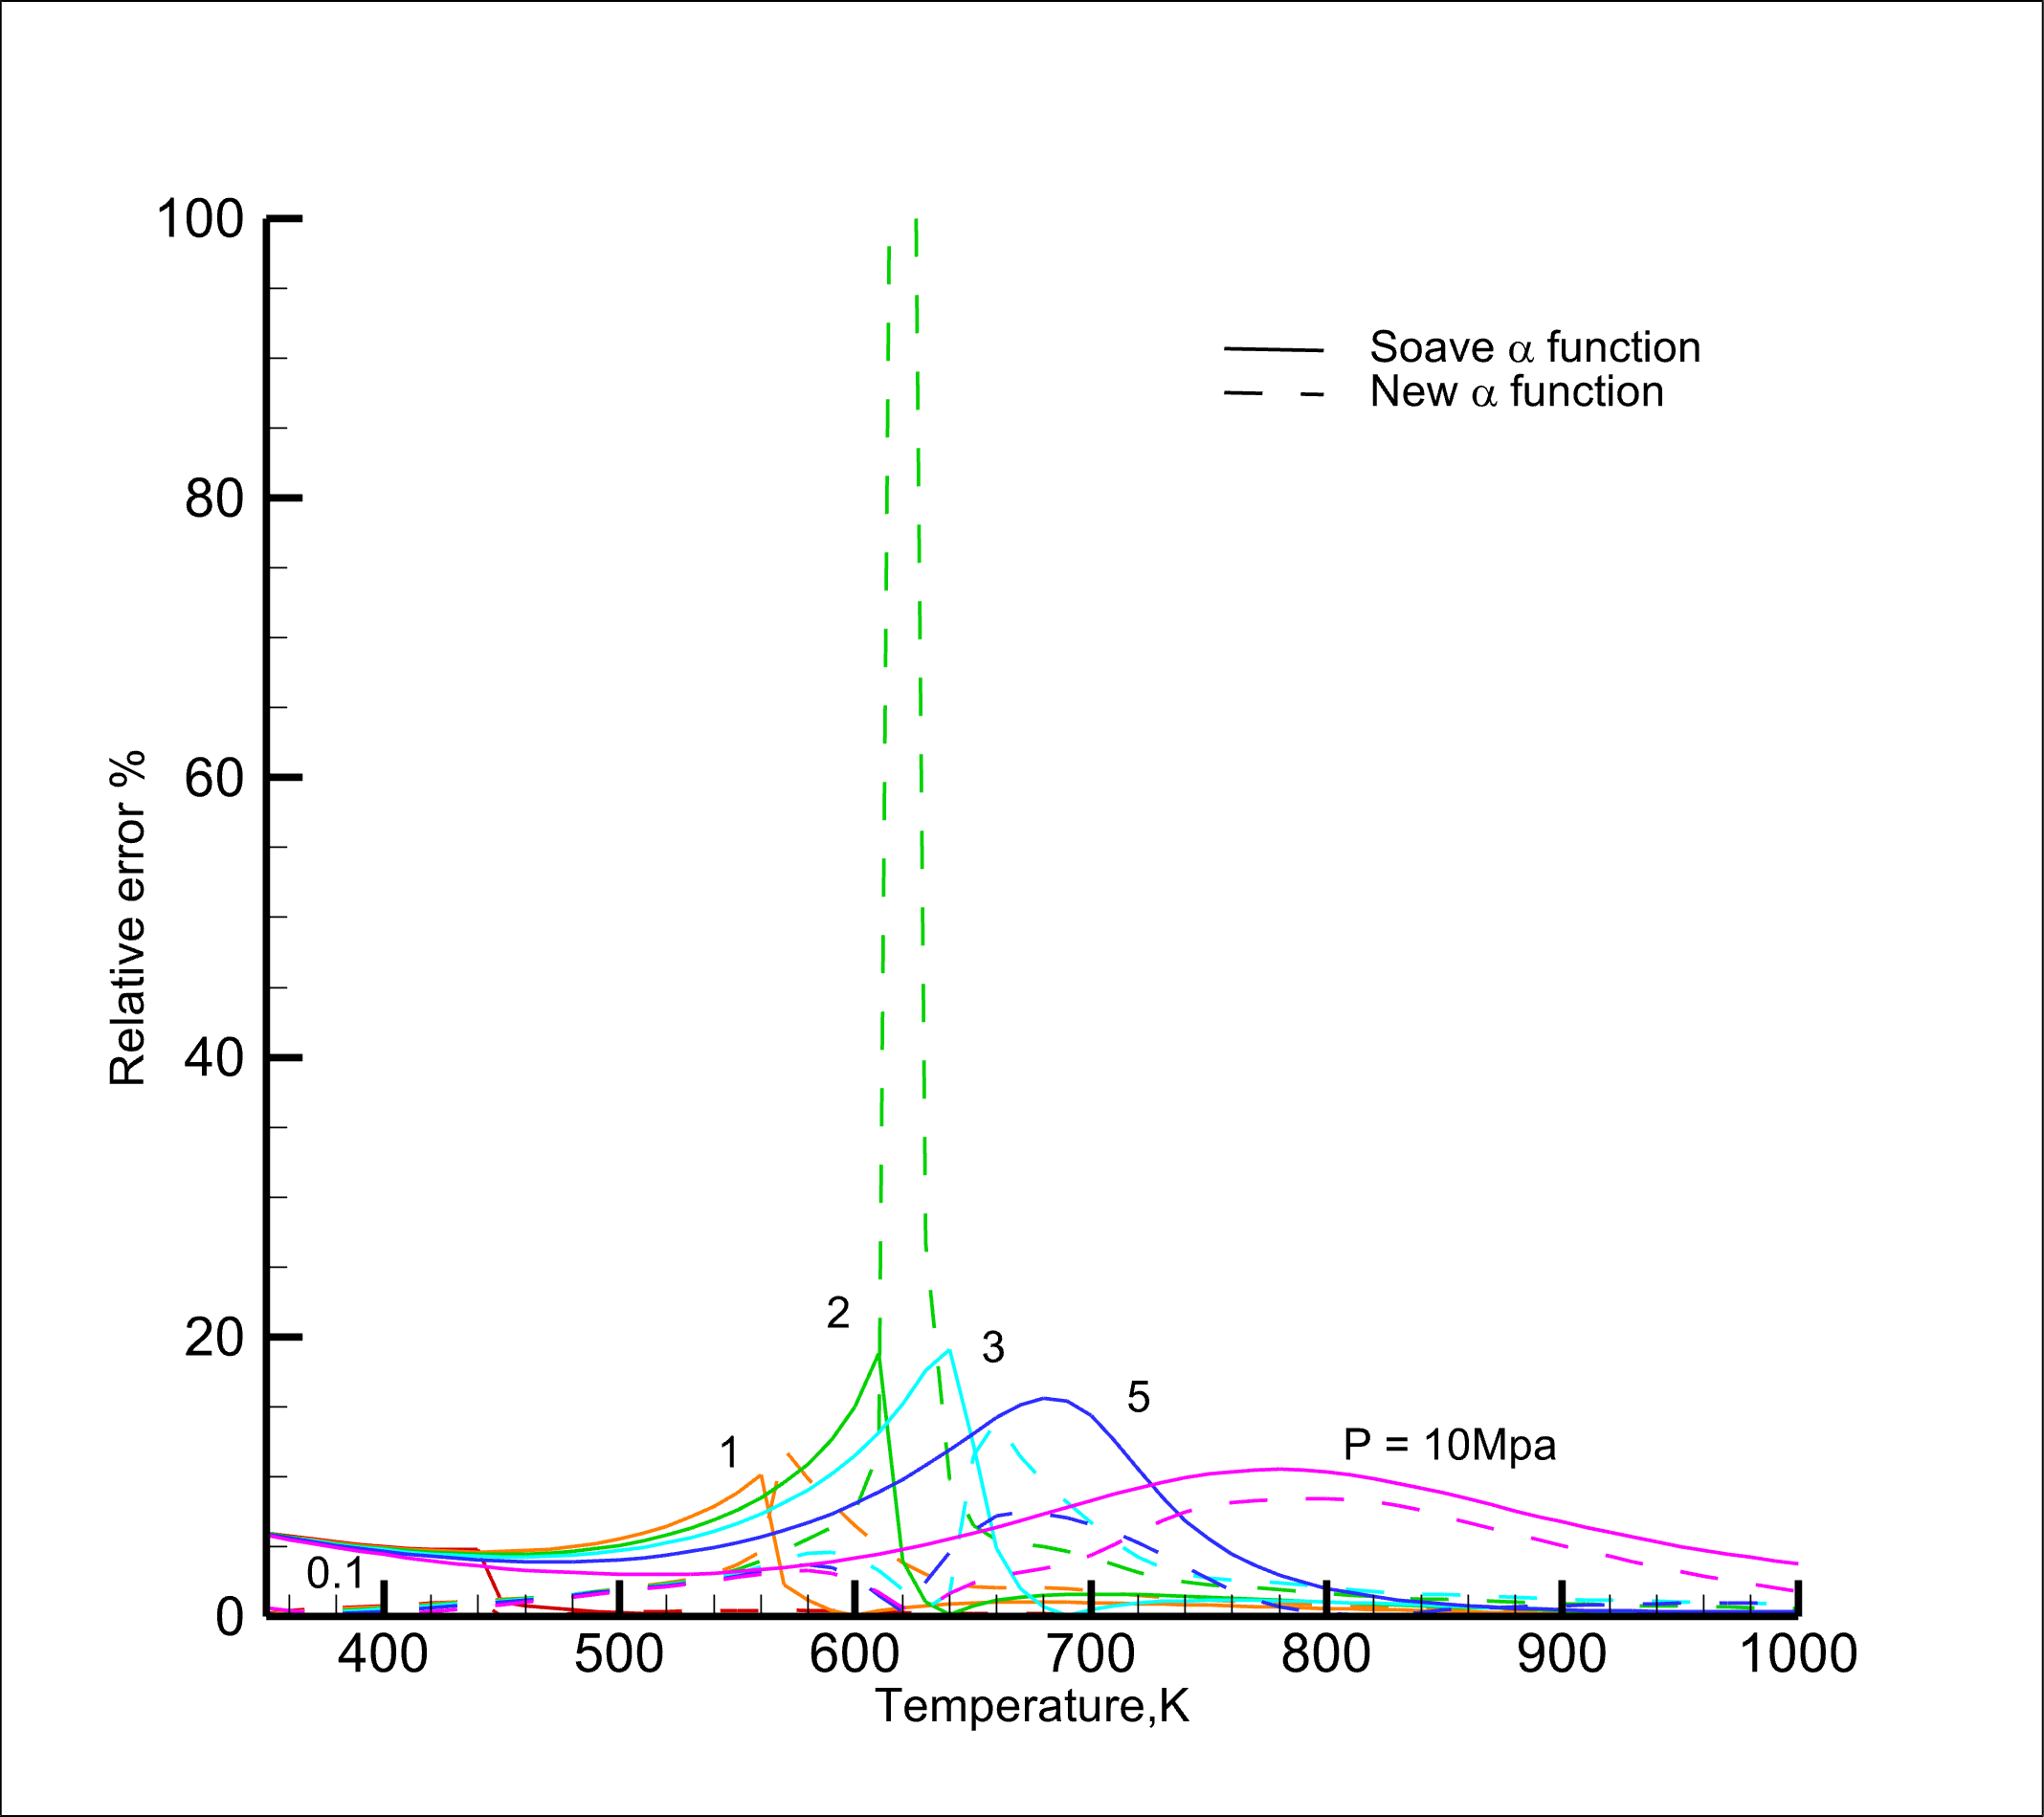 100
80
60
40
20
0
Relative error %
Soave α function
New α function
2
3
1
5
P = 10Mpa
0.1
400 500 600 700 800 900 1000
Temperature,K